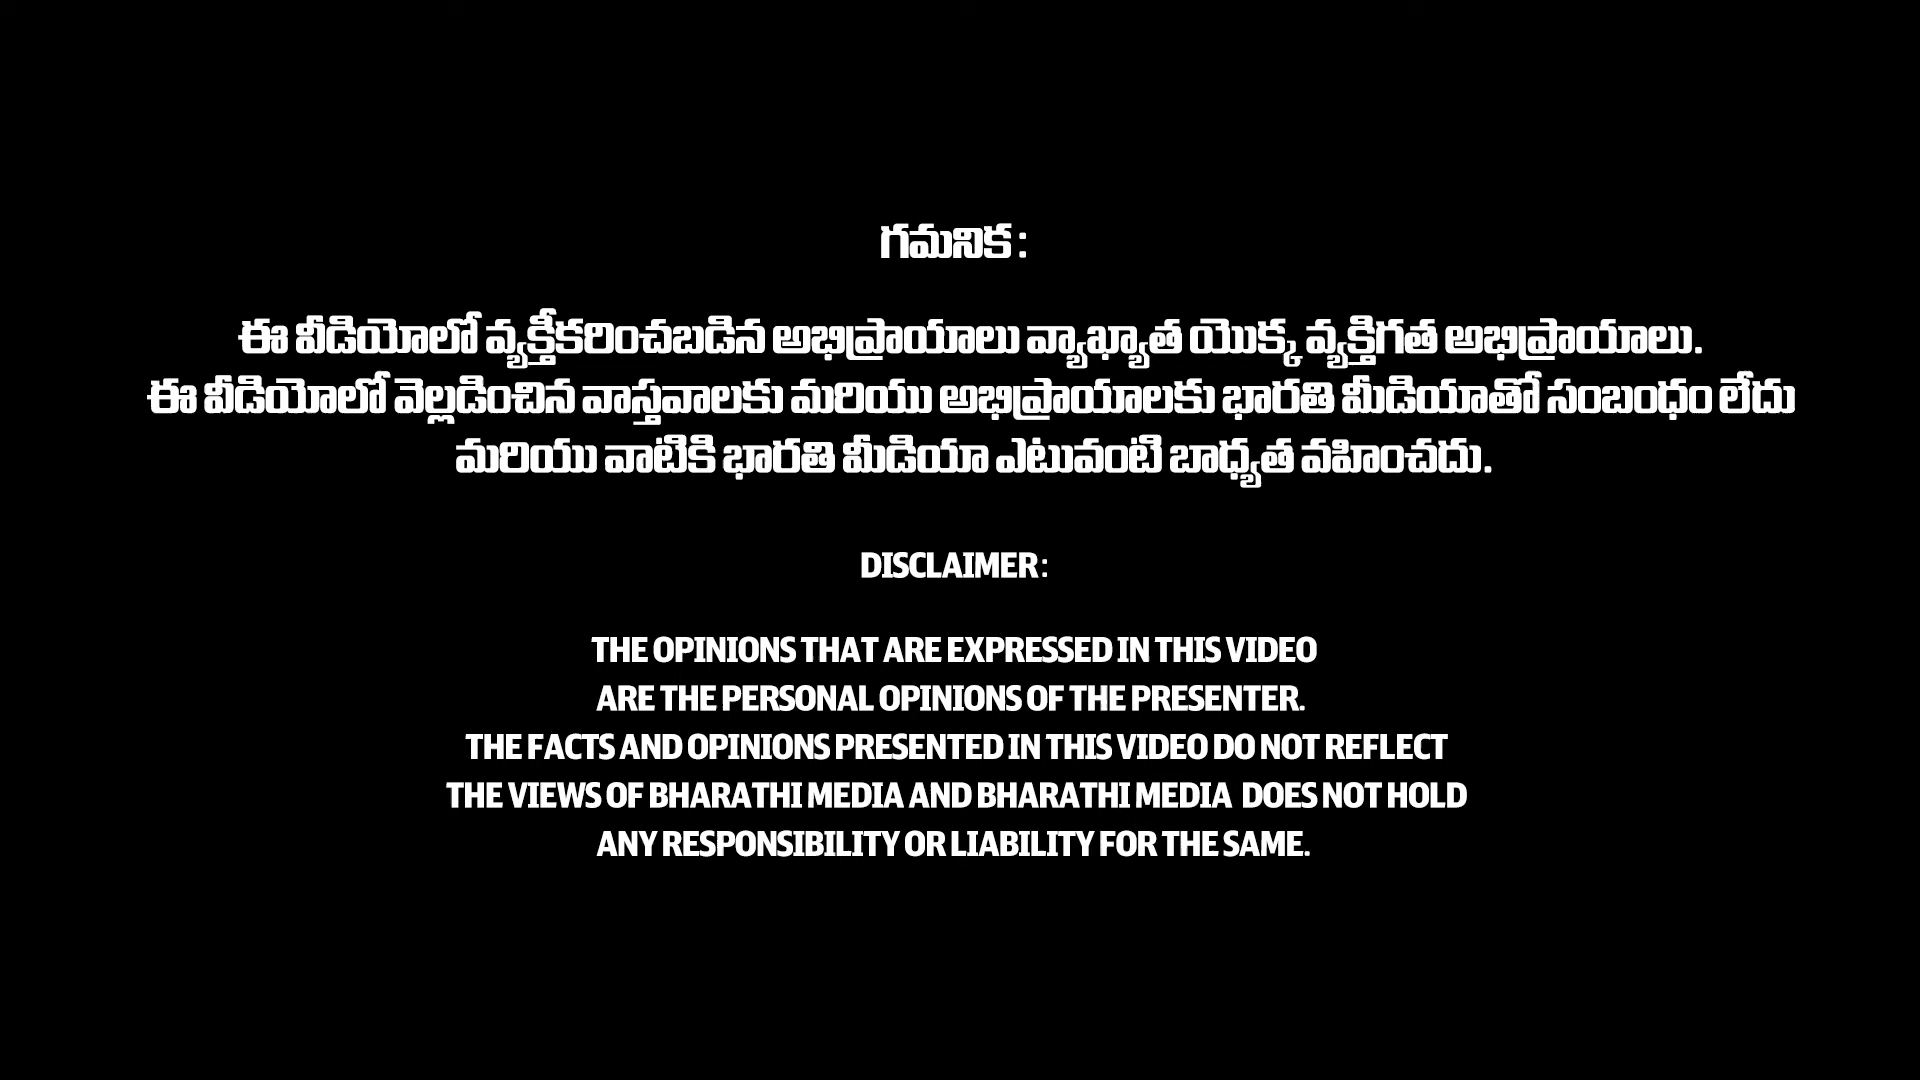 గమనిక:
ఈ వీడియోలో వ్యక్తీకరించబడిన అభిప్రాయాలు వ్యాఖ్యాత యొక్క వ్యక్తిగత అభిప్రాయాలు.
ఈ వీడియోలో వెల్లడించిన వాస్తవాలకు మరియు అభిప్రాయాలకు భారతి మీడియాతో సంబంధం లేదు
మరియు వాటికి భారతి మీడియా ఎటువంటి బాధ్యత వహించదు.
DISCLAIMER:
THE OPINIONS THAT ARE EXPRESSED IN THIS VIDEO
ARE THE PERSONAL OPINIONS OF THE PRESENTER.
THE FACTS AND OPINIONS PRESENTED IN THIS VIDEO DO NOT REFLECT
THE VIEWS OF BHARATHI MEDIA AND BHARATHI MEDIA DOES NOT HOLD
ANY RESPONSIBILITY OR LIABILITY FOR THE SAME.